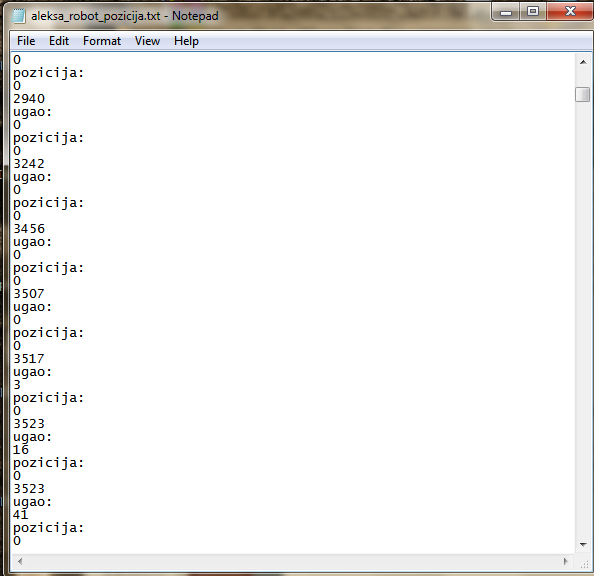 aleksa_robot_pozicija.txt - Notepad
File Edit Format View Help
0
pozicija:
0
2940
ugao:
0
pozicija:
0
3242
ugao:
0
pozicija:
0
3456
ugao:
0
pozicija:
0
3507
ugao:
0
pozicija:
0
3517
ugao:
3
pozicija:
0
3523
ugao:
16
pozicija:
0
3523
ugao:
41
pozicija:
0